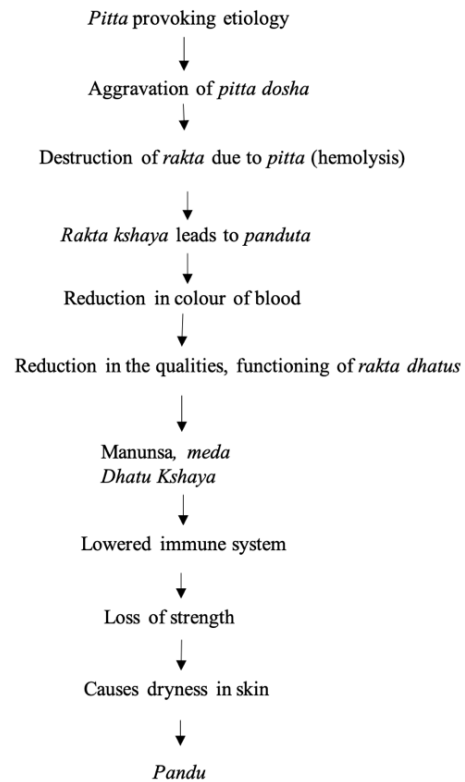 Pitta provoking etiology
Aggravation of pitta dosha
Destruction of rakta due to pitta (hemolysis)
Rakta kshaya leads to panduta
Reduction in colour of blood
Reduction in the qualities, functioning of rakta dhatus
Manunsa, meda
Dhatu Kshaya
Lowered immune system
Loss of strength
Causes dryness in skin
Pandu